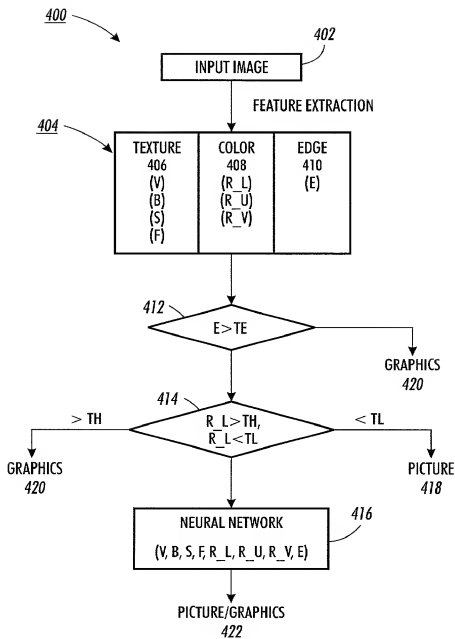 400
402
INPUT IMAGE
FEATURE EXTRACTION
404
TEXTURE
406
(V)
(B)
(S)
(F)
COLOR
408
(R_L)
(R_U)
(R_V)
EDGE
410
(E)
412
E>TE
GRAPHICS
420
414
> TH
R_L>TH,
R_L<TL
< TL
GRAPHICS
420
PICTURE
418
416
NEURAL NETWORK
(V, B, S, F, R_L, R_U, R_V, E)
PICTURE/GRAPHICS
422